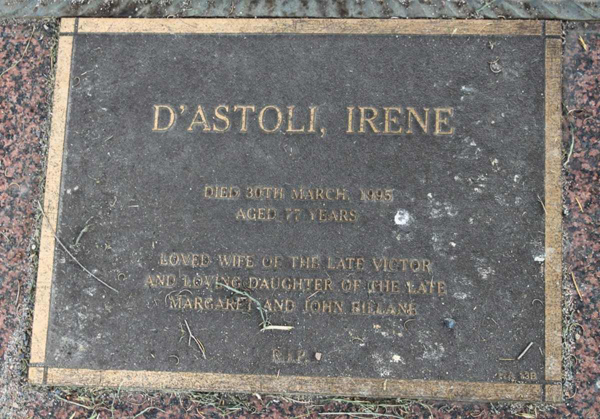 D'ASTOLI, IRENE
DIED 30TH MARCH, 1995
AGED 77 YEARS
LOVED WIFE OF THE LATE VICTOR
AND LOVING DAUGHTER OF THE LATE
MARGARET AND JOHN
R.I.P.